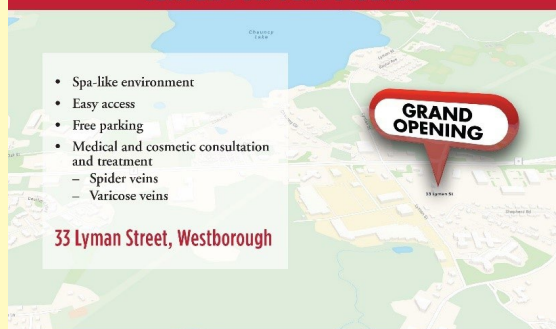 Chauncy
Lake
• Spa-like environment
• Easy access
• Free parking
• Medical and cosmetic consultation
and treatment
– Spider veins
– Varicose veins
33 Lyman Street, Westborough
GRAND
OPENING
33 Lyman St